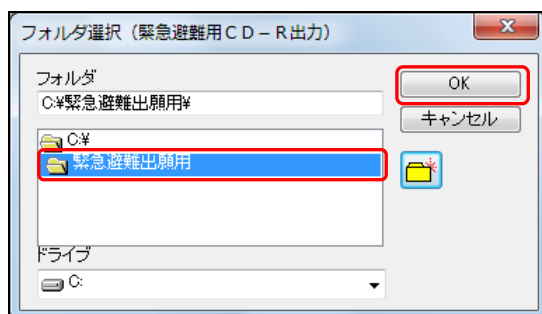 フォルダ選択（緊急避難用ＣＤ－Ｒ出力）
フォルダ
C:¥緊急避難出願用¥
OK
キャンセル
C:¥
緊急避難出願用
ドライブ
C: